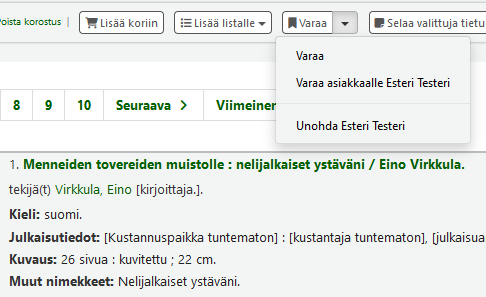 Poista korostus | Lisää koriin Lisää listalle Varaa Selaa valittuja tietu
Varaa
Varaa asiakkaalle Esteri Testeri
Unohda Esteri Testeri
8 9 10 Seuraava Viimeinen
1. Menneiden tovereiden muistolle : nelijalkaiset ystäväni / Eino Virkkula.
tekijä(t) Virkkula, Eino [kirjoittaja.].
Kieli: suomi.
Julkaisutiedot: [Kustannuspaikka tuntematon] : [kustantaja tuntematon], [julkaisua
Kuvaus: 26 sivua : kuvitettu ; 22 cm.
Muut nimekkeet: Nelijalkaiset ystäväni.